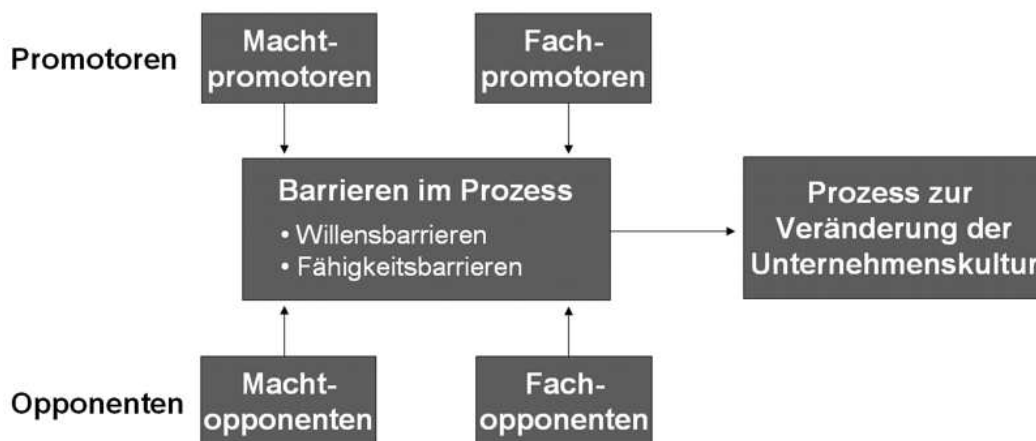 Promotoren
Macht-
promotoren
Fach-
promotoren
Barrieren im Prozess
• Willensbarrieren
• Fähigkeitsbarrieren
Prozess zur
Veränderung der
Unternehmenskultur
Opponenten
Macht-
opponenten
Fach-
opponenten